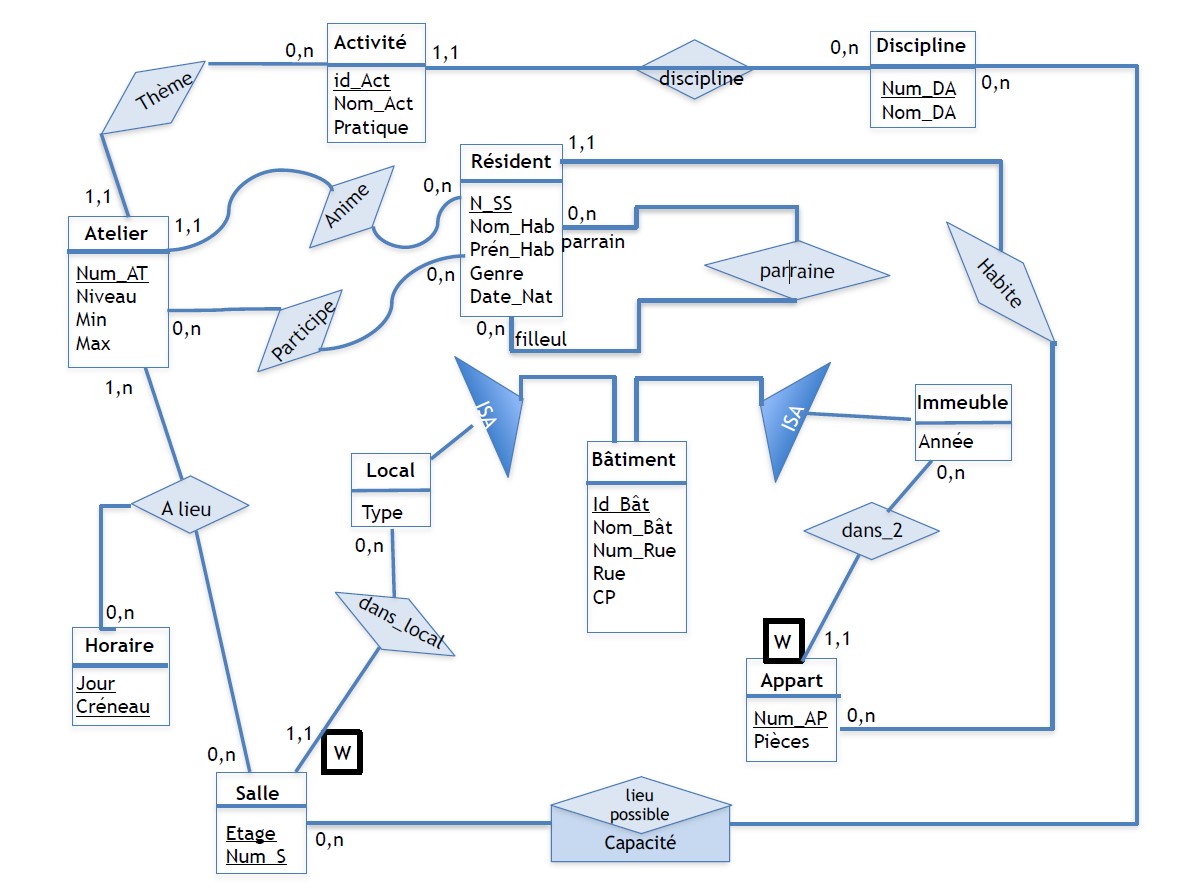 Activité
id_Act
Nom_Act
Pratique
0,n
1,1
discipline
0,n
Discipline
Num_DA
Nom_DA
0,n
Thème
1,1
Atelier
Num_AT
Niveau
Min
Max
1,1
Anime
0,n
0,n
Participe
0,n
1,n
Résident
N_SS
Nom_Hab
Prén_Hab
Genre
Date_Nat
1,1
0,n
parrain
parraine
0,n
filleul
Habite
ISA
ISA
Immeuble
Année
0,n
Local
Type
0,n
Bâtiment
Id_Bât
Nom_Bât
Num_Rue
Rue
CP
dans_2
A lieu
dans_local
0,n
Horaire
Jour
Créneau
W
1,1
Appart
Num_AP
Pièces
0,n
1,1
W
0,n
Salle
Etage
Num_S
0,n
lieu
possible
Capacité